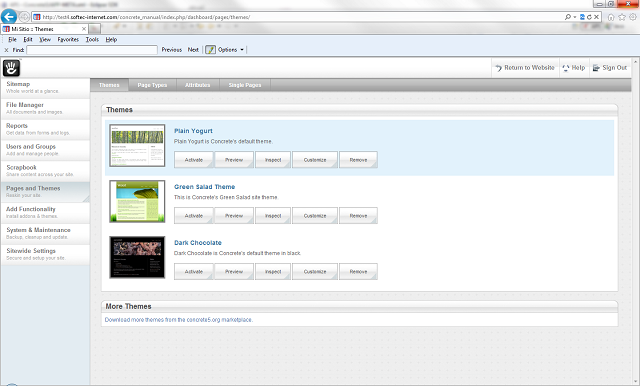 http://test9.softec-internet.com/concrete_manual/index.php/dashboard/pages/themes/
Mi Sitio :: Themes
File Edit View Favorites Tools Help
x Find: Previous Next Options
Return to Website Help Sign Out
Themes Page Types Attributes Single Pages
Sitemap
Whole world at a glance.
File Manager
All documents and images.
Reports
Get data from forms and logs.
Users and Groups
Add and manage people.
Scrapbook
Share content across your site.
Pages and Themes
Reskin your site.
Add Functionality
Install addons & themes.
System & Maintenance
Backup, cleanup and update.
Sitewide Settings
Secure and setup your site.
Themes
Plain Yogurt
Plain Yogurt is Concrete's default theme.
Activate Preview Inspect Customize Remove
Green Salad Theme
This is Concrete's Green Salad site theme.
Activate Preview Inspect Customize Remove
Dark Chocolate
Dark Chocolate is Concrete's default theme in black.
Activate Preview Inspect Customize Remove
More Themes
Download more themes from the concrete5.org marketplace.